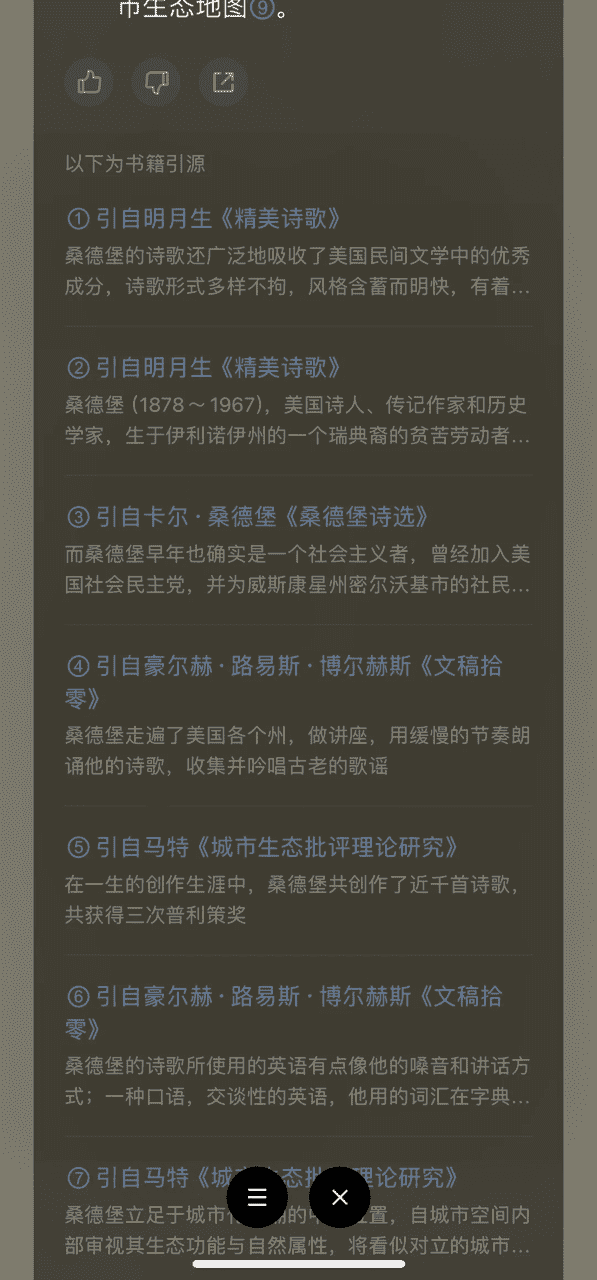 市生态地图⑨。
以下为书籍引源
① 引自明月生《精美诗歌》
桑德堡的诗歌还广泛地吸收了美国民间文学中的优秀
成分，诗歌形式多样不拘，风格含蓄而明快，有着...
② 引自明月生《精美诗歌》
桑德堡 (1878～1967)，美国诗人、传记作家和历史
学家，生于伊利诺伊州的一个瑞典裔的贫苦劳动者...
③ 引自卡尔·桑德堡《桑德堡诗选》
而桑德堡早年也确实是一个社会主义者，曾经加入美
国社会民主党，并为威斯康星州密尔沃基市的社民...
④ 引自豪尔赫·路易斯·博尔赫斯《文稿拾
零》
桑德堡走遍了美国各个州，做讲座，用缓慢的节奏朗
诵他的诗歌，收集并吟唱古老的歌谣
⑤ 引自马特《城市生态批评理论研究》
在一生的创作生涯中，桑德堡共创作了近千首诗歌，
共获得三次普利策奖
⑥ 引自豪尔赫·路易斯·博尔赫斯《文稿拾
零》
桑德堡的诗歌所使用的英语有点像他的嗓音和讲话方
式；一种口语，交谈性的英语，他用的词汇在字典...
⑦ 引自马特《城市生态批评理论研究》
桑德堡立足于城市置，自城市空间内
部审视其生态功能与自然属性，将看似对立的城市...